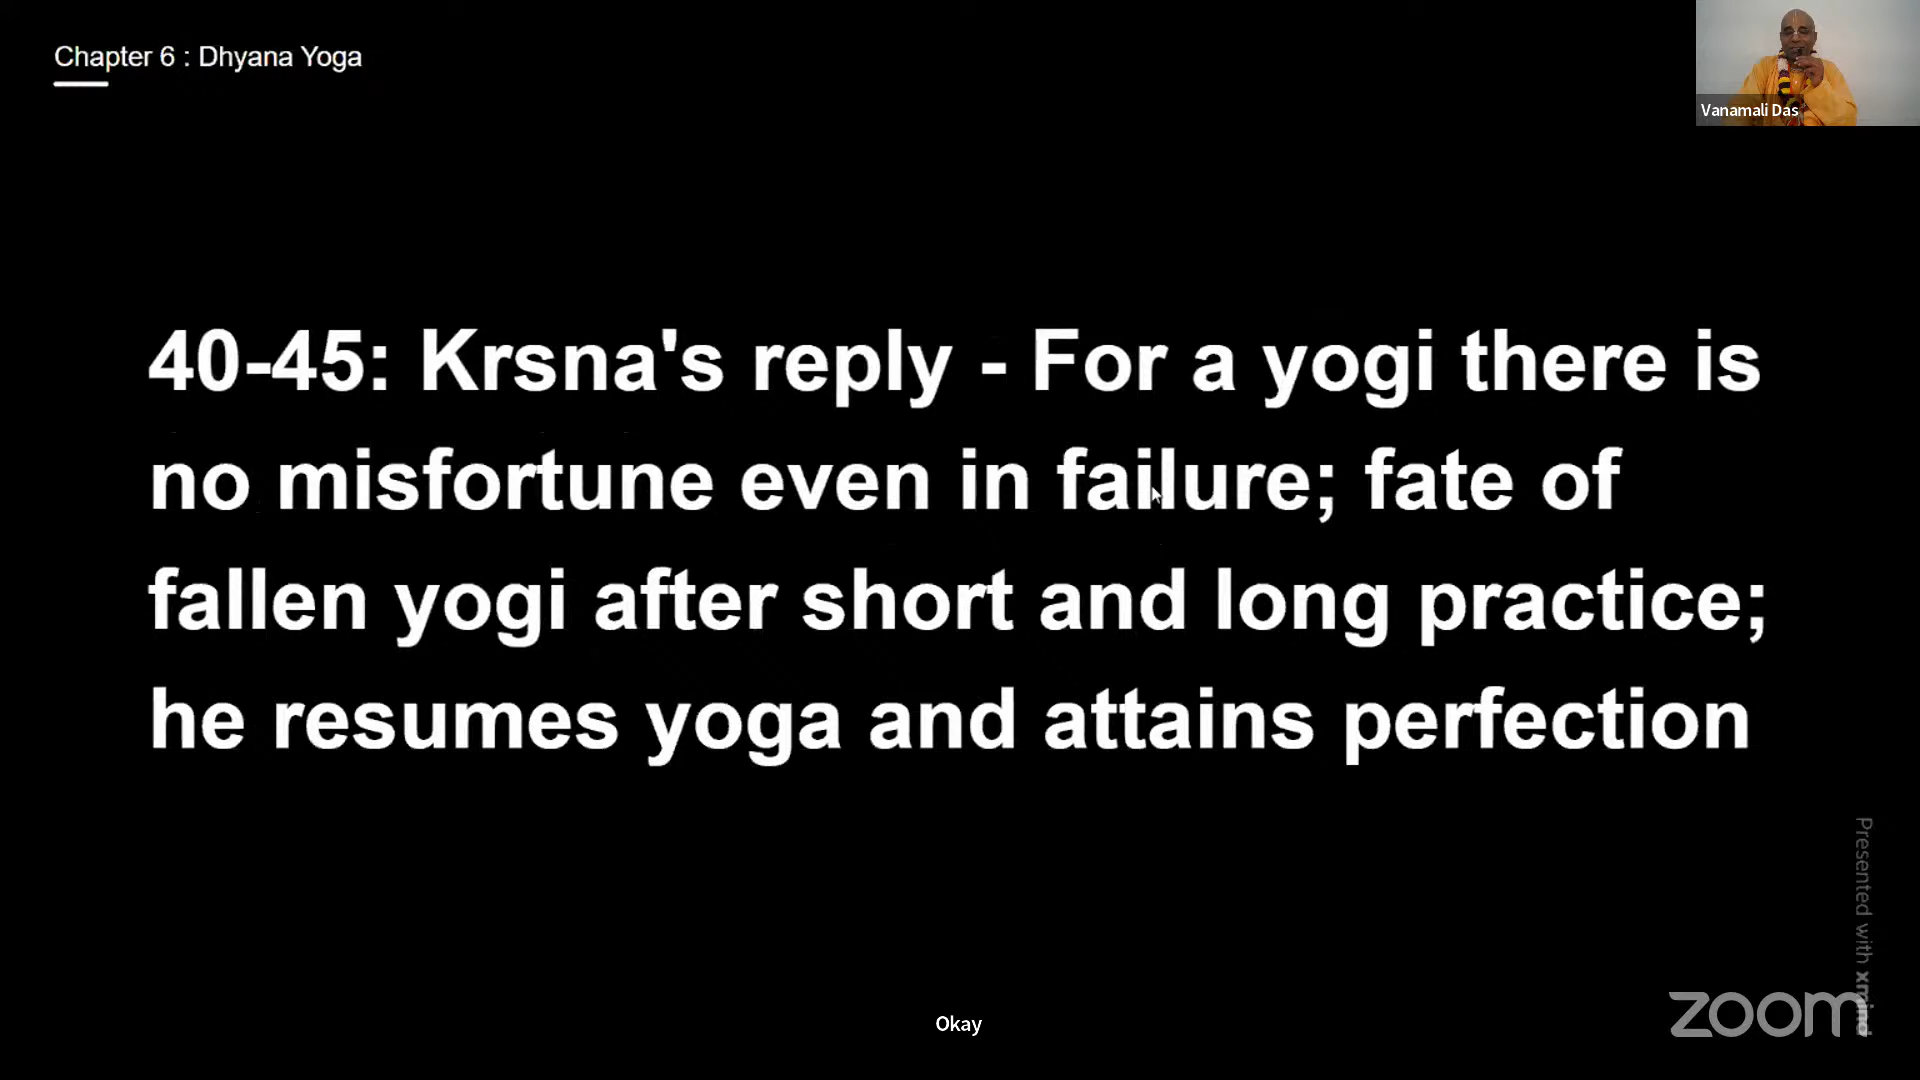 Chapter 6 : Dhyana Yoga
Vanamali Das
40-45: Krsna's reply - For a yogi there is
no misfortune even in failure; fate of
fallen yogi after short and long practice;
he resumes yoga and attains perfection
Presented with xmind
zoom
Okay